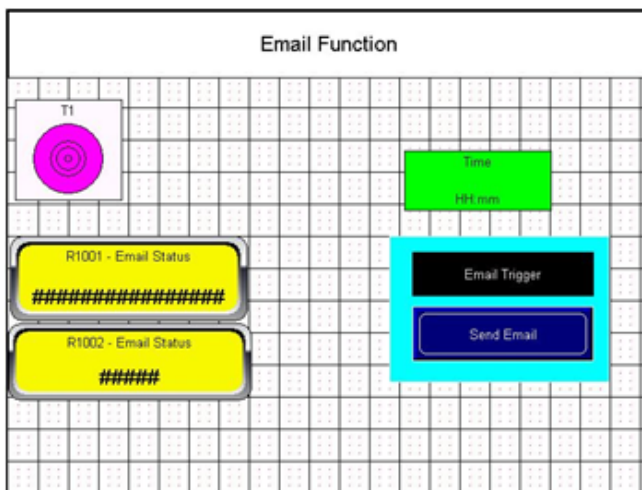 Email Function
T1
Time
HH:mm
R1001 - Email Status
################
Email Trigger
Send Email
R1002 - Email Status
#####